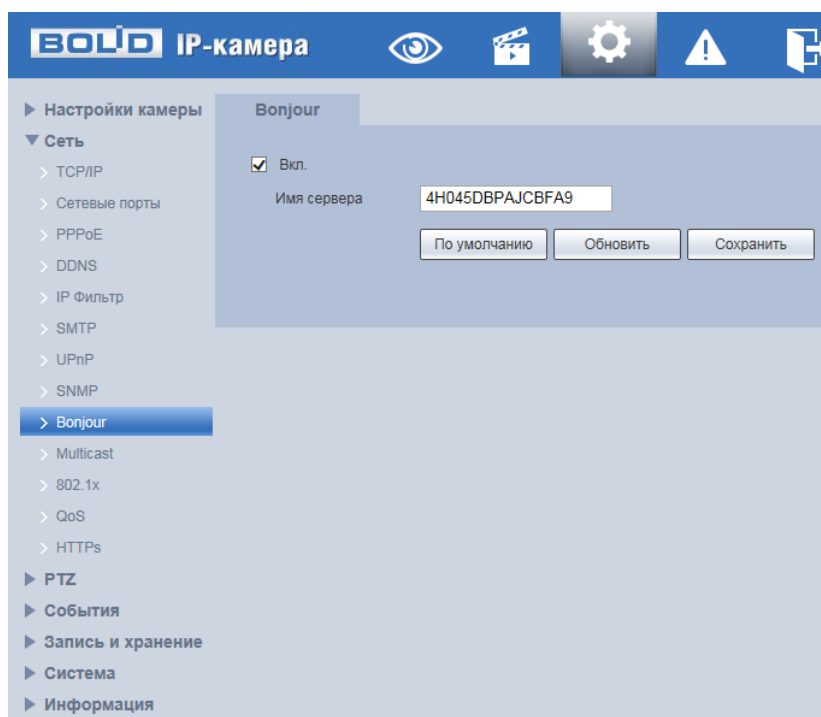 BOLID IP-камера
Настройки камеры
Bonjour
Сеть
Вкл.
TCP/IP
Имя сервера
4H045DBPAJCBFA9
Сетевые порты
PPPoE
По умолчанию
Обновить
Сохранить
DDNS
IP Фильтр
SMTP
UPnP
SNMP
Bonjour
Multicast
802.1x
QoS
HTTPs
PTZ
События
Запись и хранение
Система
Информация